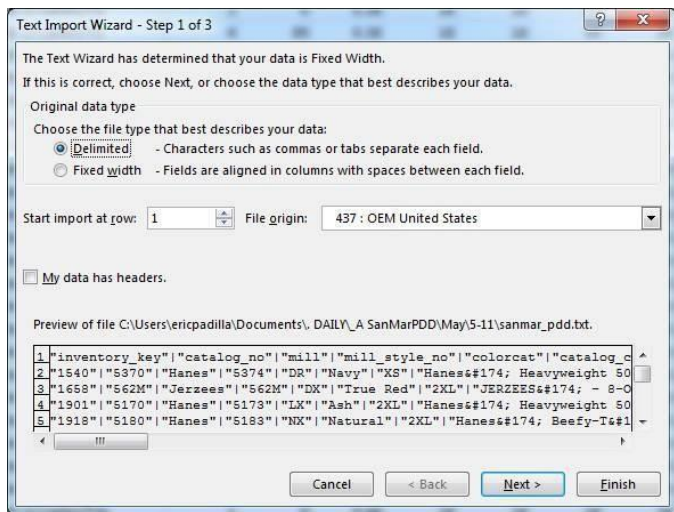 Text Import Wizard - Step 1 of 3
The Text Wizard has determined that your data is Fixed Width.
If this is correct, choose Next, or choose the data type that best describes your data.
Original data type
Choose the file type that best describes your data:
Delimited - Characters such as commas or tabs separate each field.
Fixed width - Fields are aligned in columns with spaces between each field.
Start import at row: 1 File origin: 437 : OEM United States
My data has headers.
Preview of file C:\Users\ericpadilla\Documents\. DAILY\_A SanMarPDD\May\5-11\sanmar_pdd.txt.
1 "inventory_key"|"catalog_no"|"mill"|"mill_style_no"|"colorcat"|"catalog_c
2 "1540"|"5370"|"Hanes"|"5374"|"DR"|"Navy"|"XS"|"Hanes&#174; Heavyweight 50
3 "1658"|"562M"|"Jerzees"|"562M"|"DX"|"True Red"|"2XL"|"JERZEES&#174; - 8-O
4 "1901"|"5170"|"Hanes"|"5173"|"LX"|"Ash"|"2XL"|"Hanes&#174; Heavyweight 50
5 "1918"|"5180"|"Hanes"|"5183"|"NX"|"Natural"|"2XL"|"Hanes&#174; Beefy-T&#1
Cancel < Back Next > Finish